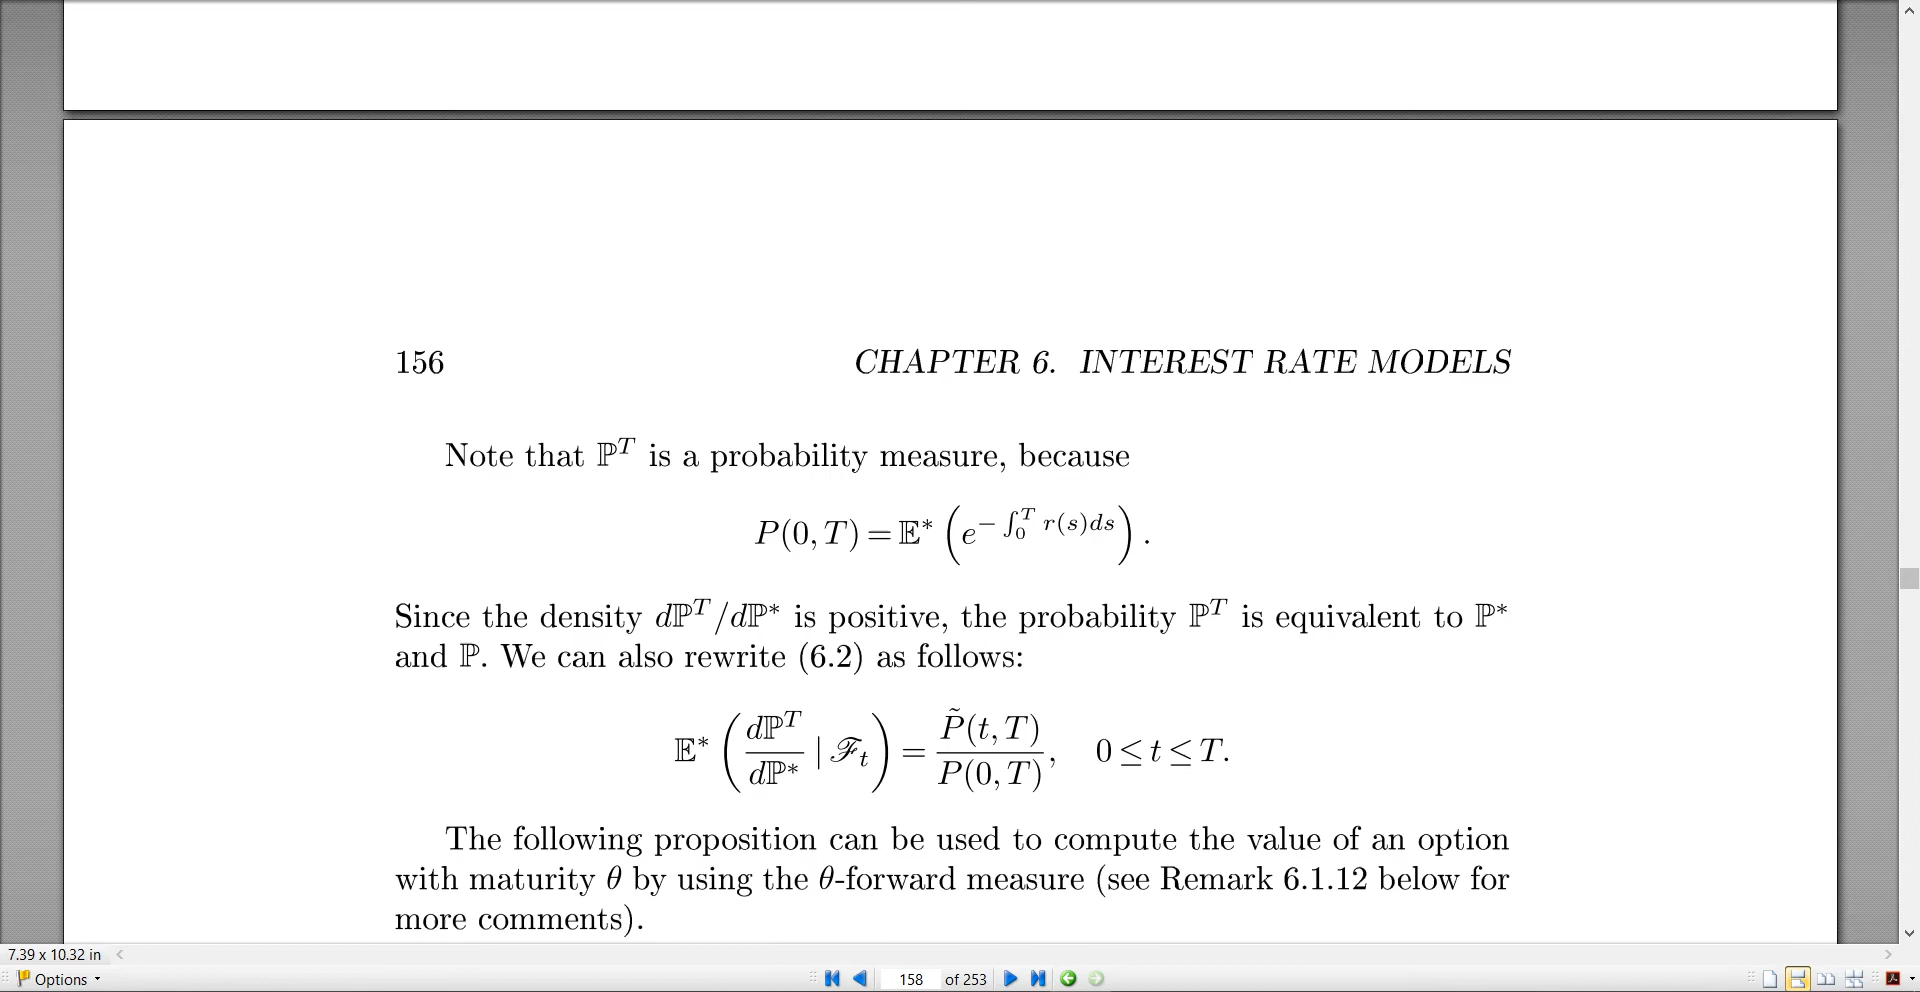 156 CHAPTER 6. INTEREST RATE MODELS
Note that ℙ^T is a probability measure, because
P(0, T) = 𝔼* (e^{−∫_0^T r(s)ds}) .
Since the density dℙ^T/dℙ* is positive, the probability ℙ^T is equivalent to ℙ*
and ℙ. We can also rewrite (6.2) as follows:
𝔼* (dℙ^T/dℙ* | ℱ_t) = P̃(t, T)/P(0, T), 0 ≤ t ≤ T.
The following proposition can be used to compute the value of an option
with maturity θ by using the θ-forward measure (see Remark 6.1.12 below for
more comments).
7.39 x 10.32 in
Options 158 of 253